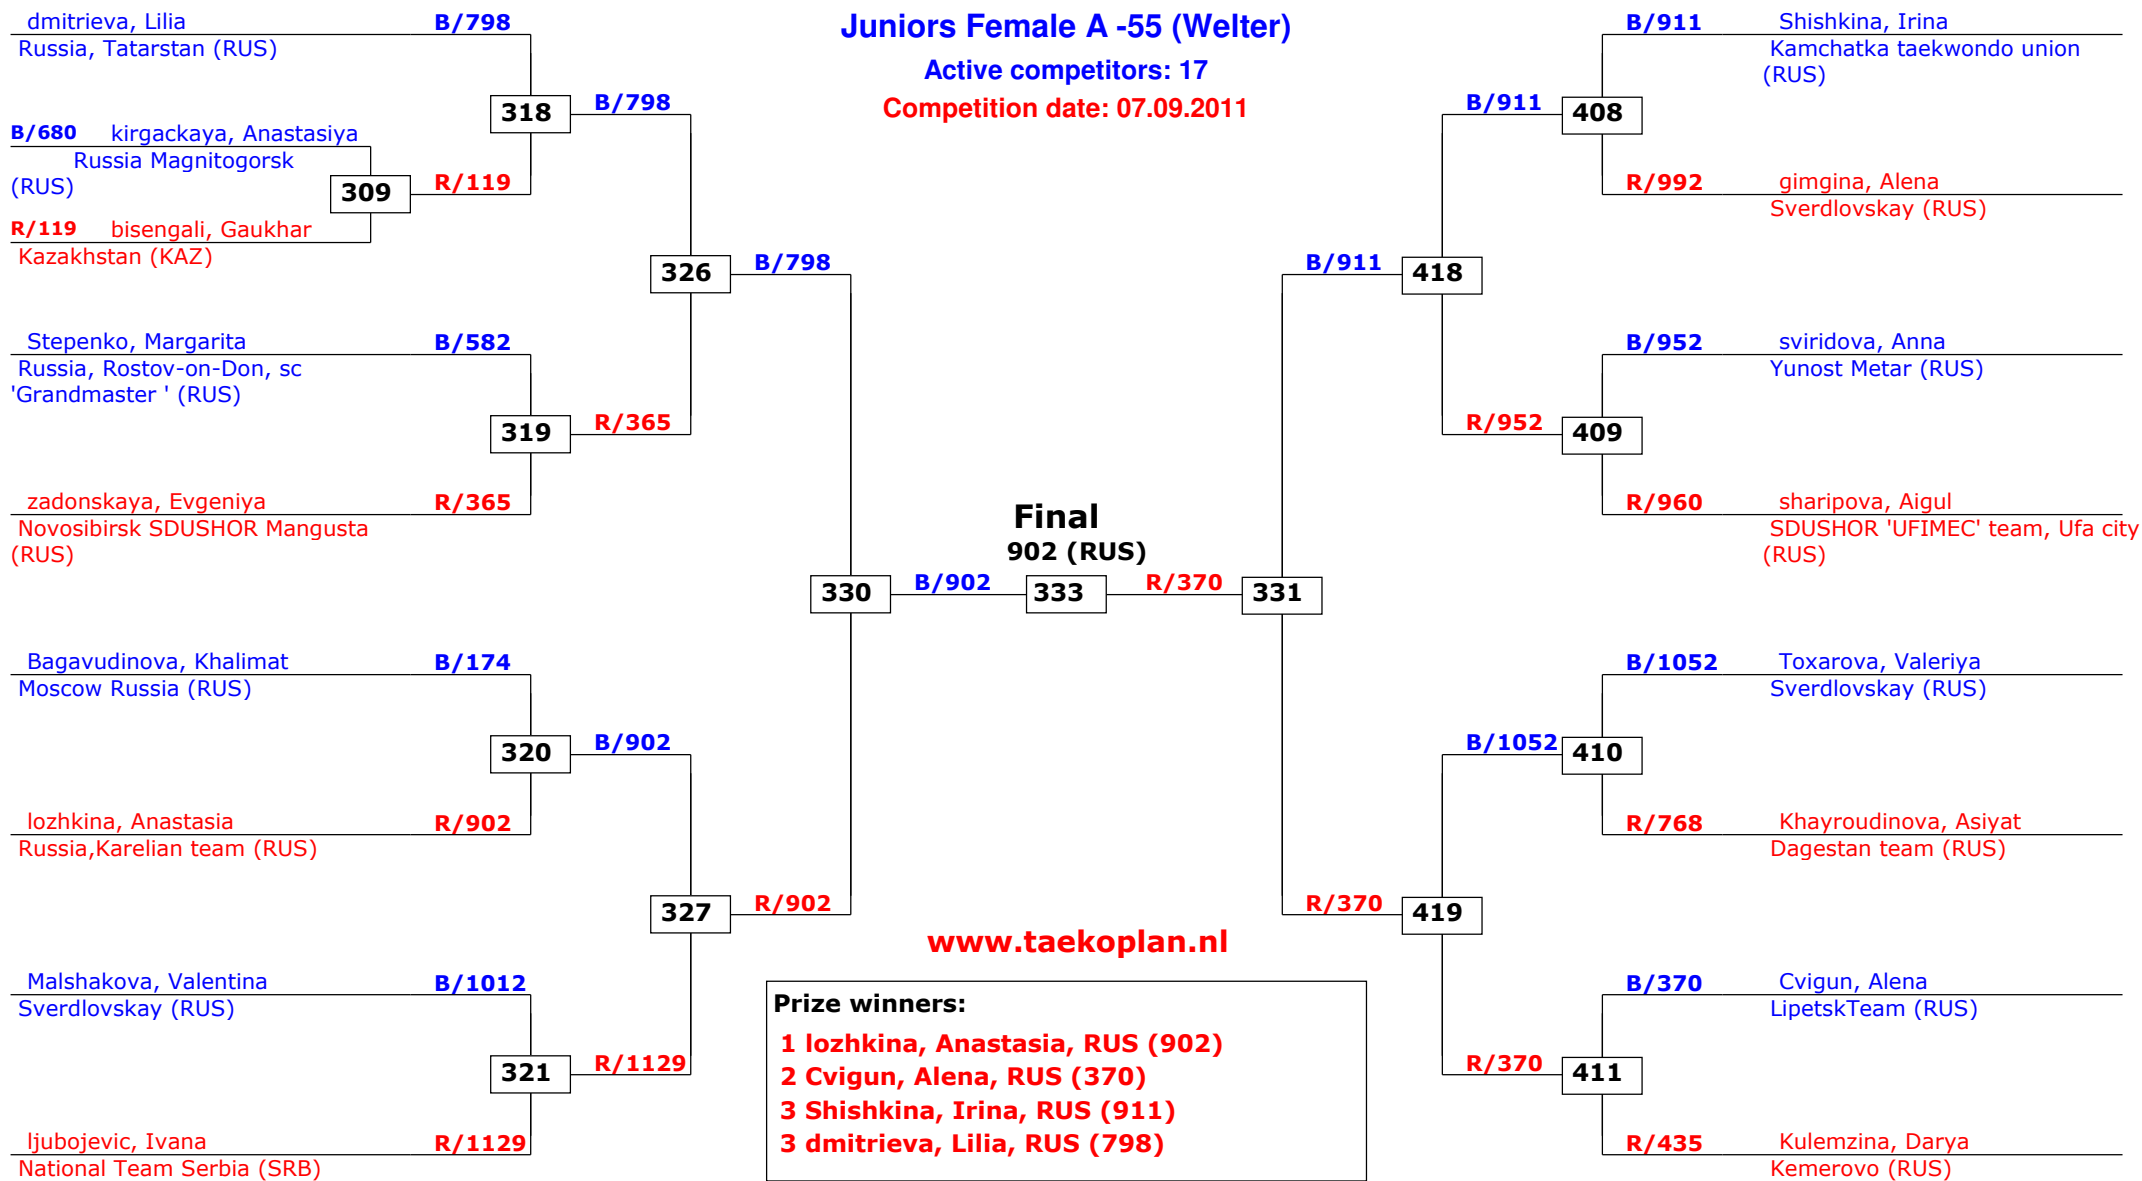 Juniors Female A -55 (Welter)
Active competitors: 17
Competition date: 07.09.2011
dmitrieva, Lilia
B/798
Russia, Tatarstan (RUS)
318
B/798
B/680
kirgackaya, Anastasiya
Russia Magnitogorsk
(RUS)
309
R/119
R/119
bisengali, Gaukhar
Kazakhstan (KAZ)
326
B/798
Stepenko, Margarita
B/582
Russia, Rostov-on-Don, sc
'Grandmaster ' (RUS)
319
R/365
zadonskaya, Evgeniya
R/365
Novosibirsk SDUSHOR Mangusta
(RUS)
330
B/902
Bagavudinova, Khalimat
B/174
Moscow Russia (RUS)
320
B/902
lozhkina, Anastasia
R/902
Russia,Karelian team (RUS)
327
R/902
Malshakova, Valentina
B/1012
Sverdlovskay (RUS)
321
R/1129
ljubojevic, Ivana
R/1129
National Team Serbia (SRB)
Final
902 (RUS)
333
R/370
331
B/911
Shishkina, Irina
Kamchatka taekwondo union
(RUS)
B/911
408
R/992
gimgina, Alena
Sverdlovskay (RUS)
B/911
418
B/952
sviridova, Anna
Yunost Metar (RUS)
R/952
409
R/960
sharipova, Aigul
SDUSHOR 'UFIMEC' team, Ufa city
(RUS)
B/1052
Toxarova, Valeriya
Sverdlovskay (RUS)
B/1052
410
R/768
Khayroudinova, Asiyat
Dagestan team (RUS)
R/370
419
B/370
Cvigun, Alena
LipetskTeam (RUS)
R/370
411
R/435
Kulemzina, Darya
Kemerovo (RUS)
www.taekoplan.nl
Prize winners:
1 lozhkina, Anastasia, RUS (902)
2 Cvigun, Alena, RUS (370)
3 Shishkina, Irina, RUS (911)
3 dmitrieva, Lilia, RUS (798)